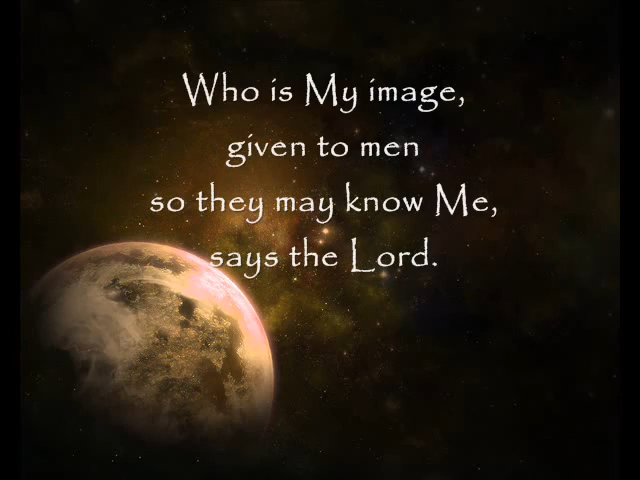 Who is My image,
given to men
so they may know Me,
says the Lord.